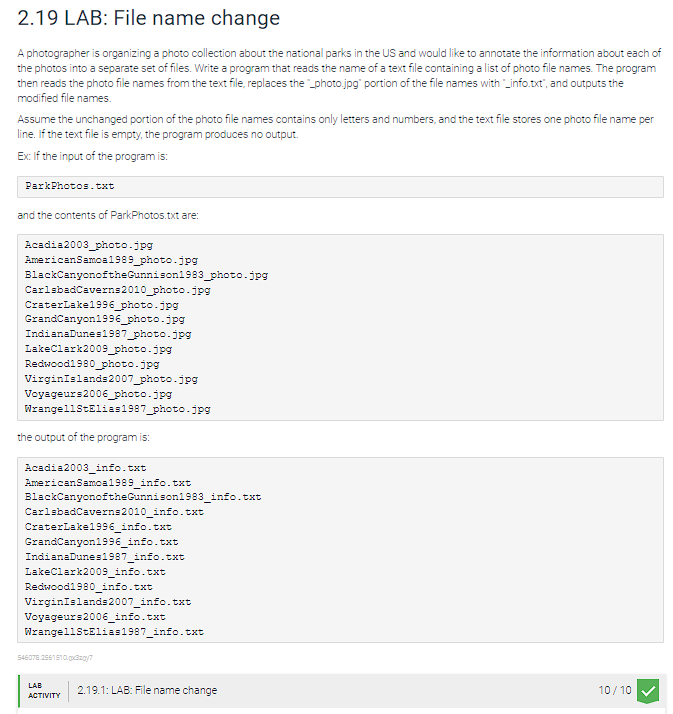 2.19 LAB: File name change
A photographer is organizing a photo collection about the national parks in the US and would like to annotate the information about each of
the photos into a separate set of files. Write a program that reads the name of a text file containing a list of photo file names. The program
then reads the photo file names from the text file, replaces the "_photo.jpg" portion of the file names with "_info.txt", and outputs the
modified file names.
Assume the unchanged portion of the photo file names contains only letters and numbers, and the text file stores one photo file name per
line. If the text file is empty, the program produces no output.
Ex: If the input of the program is:
ParkPhotos.txt
and the contents of ParkPhotos.txt are:
Acadia2003_photo.jpg
AmericanSamoa1989_photo.jpg
BlackCanyonoftheGunnison1983_photo.jpg
CarlsbadCaverns2010_photo.jpg
CraterLake1996_photo.jpg
GrandCanyon1996_photo.jpg
IndianaDunes1987_photo.jpg
LakeClark2009_photo.jpg
Redwood1980_photo.jpg
VirginIslands2007_photo.jpg
Voyageurs2006_photo.jpg
WrangellStElias1987_photo.jpg
the output of the program is:
Acadia2003_info.txt
AmericanSamoa1989_info.txt
BlackCanyonoftheGunnison1983_info.txt
CarlsbadCaverns2010_info.txt
CraterLake1996_info.txt
GrandCanyon1996_info.txt
IndianaDunes1987_info.txt
LakeClark2009_info.txt
Redwood1980_info.txt
VirginIslands2007_info.txt
Voyageurs2006_info.txt
WrangellStElias1987_info.txt
LAB
ACTIVITY
2.19.1: LAB: File name change
10 / 10